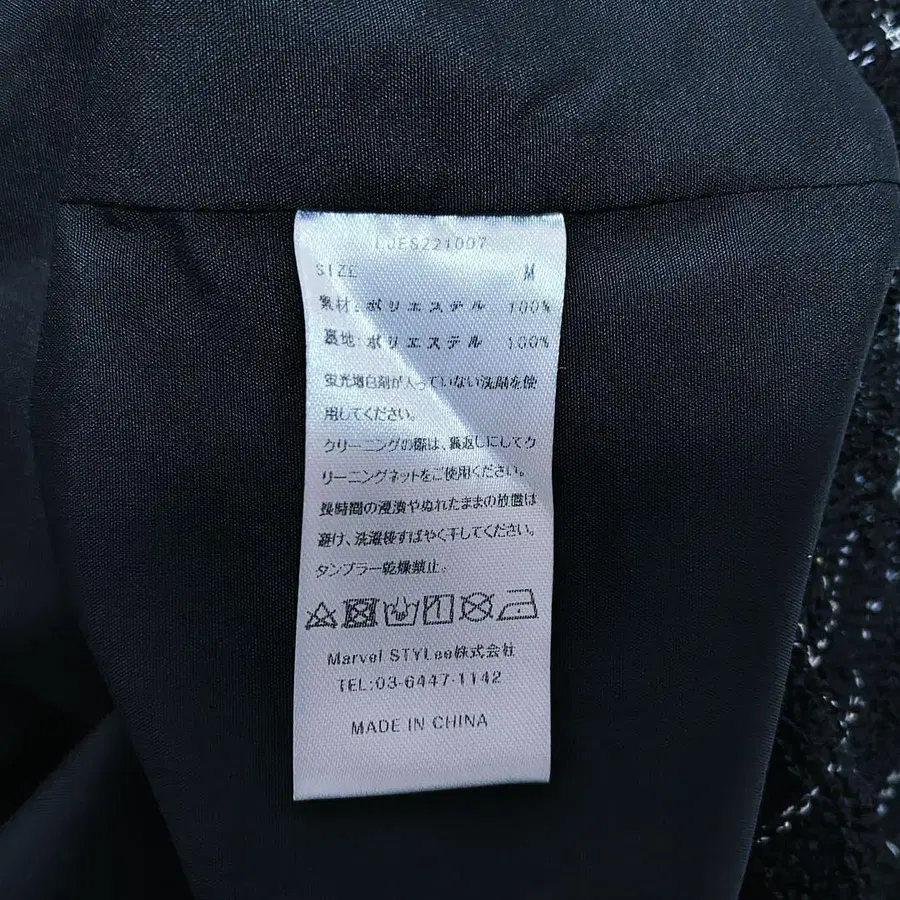 LJES221007
SIZE M
素材:ポリエステル 100%
裏地:ポリエステル 100%
蛍光増白剤が入っていない洗剤を使
用してください。
クリーニングの際は、裏返しにしてク
リーニングネットをご使用ください。
長時間の浸漬やぬれたままの放置は
避け、洗濯後すばやく干してください。
タンブラー乾燥禁止。
Marvel STYLee株式会社
TEL:03-6447-1142
MADE IN CHINA